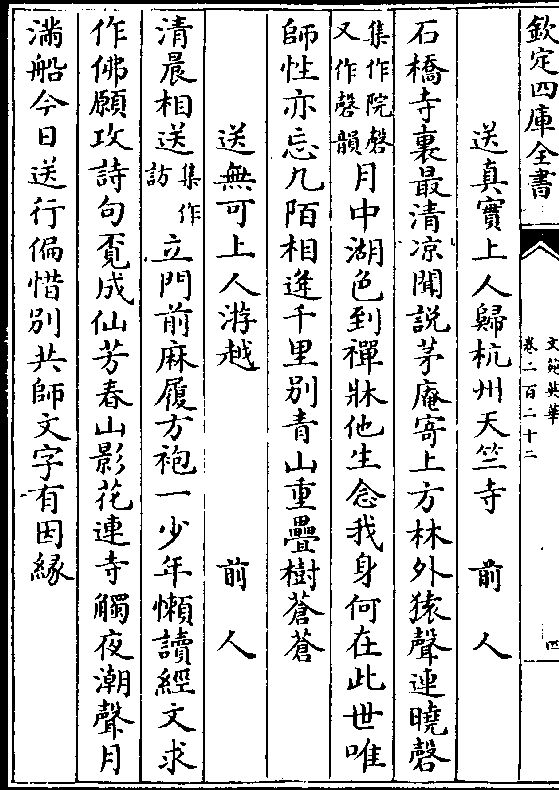 欽定四庫全書
文苑英華
卷二百二十二
四
送真實上人歸杭州天竺寺 前人
石橋寺裏最清凉聞説茅庵寄上方林外猿聲連曉磬
集作院磬又作磬韻月中湖色到禪牀他生念我身何在此世唯
師性亦忘九陌相逢千里别青山重疊樹蒼蒼
送無可上人游越 前人
清晨相送集作訪立門前麻履方袍一少年懶讀經文求
作佛願攻詩句覓成仙芳春山影花連寺觸夜潮聲月
滿船今日送行偏惜别共師文字有因縁